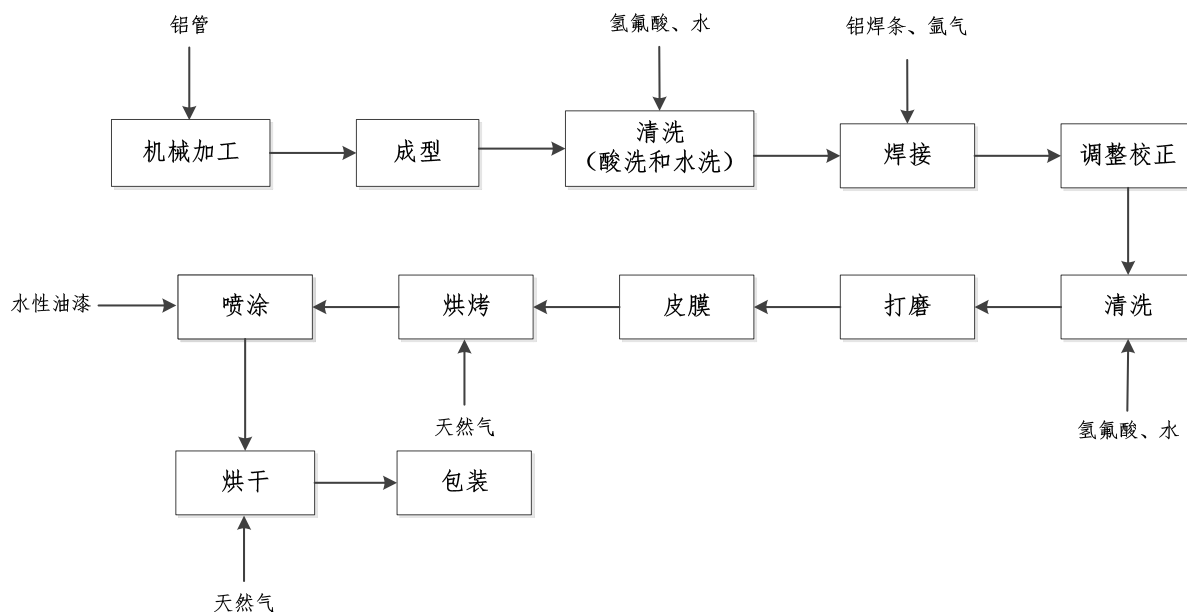 铝管
氢氟酸、水
铝焊条、氩气
机械加工
成型
清洗
（酸洗和水洗）
焊接
调整校正
水性油漆
喷涂
烘烤
皮膜
打磨
清洗
天然气
氢氟酸、水
烘干
包装
天然气